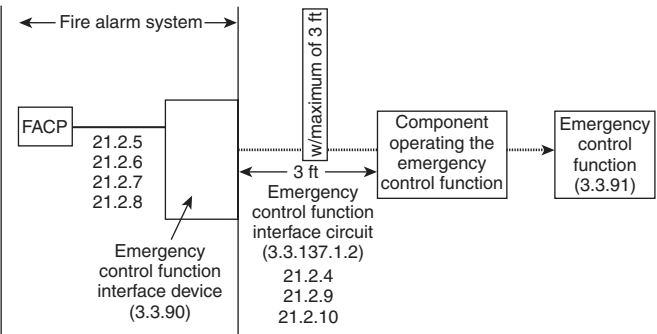 Fire alarm system
w/maximum of 3 ft
FACP
21.2.5
21.2.6
21.2.7
21.2.8
Emergency
control function
interface device
(3.3.90)
3 ft
Emergency
control function
interface circuit
(3.3.137.1.2)
21.2.4
21.2.9
21.2.10
Component
operating the
emergency
control function
Emergency
control
function
(3.3.91)